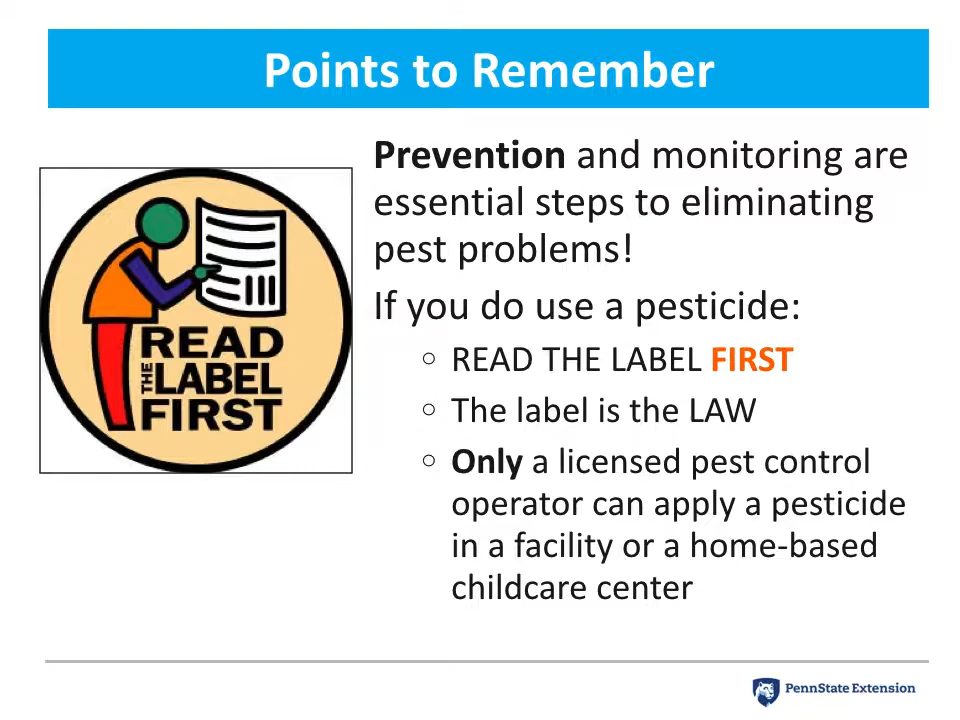 Points to Remember
READ
THE LABEL
FIRST
Prevention and monitoring are
essential steps to eliminating
pest problems!
If you do use a pesticide:
○ READ THE LABEL FIRST
○ The label is the LAW
○ Only a licensed pest control
operator can apply a pesticide
in a facility or a home-based
childcare center
PennState Extension